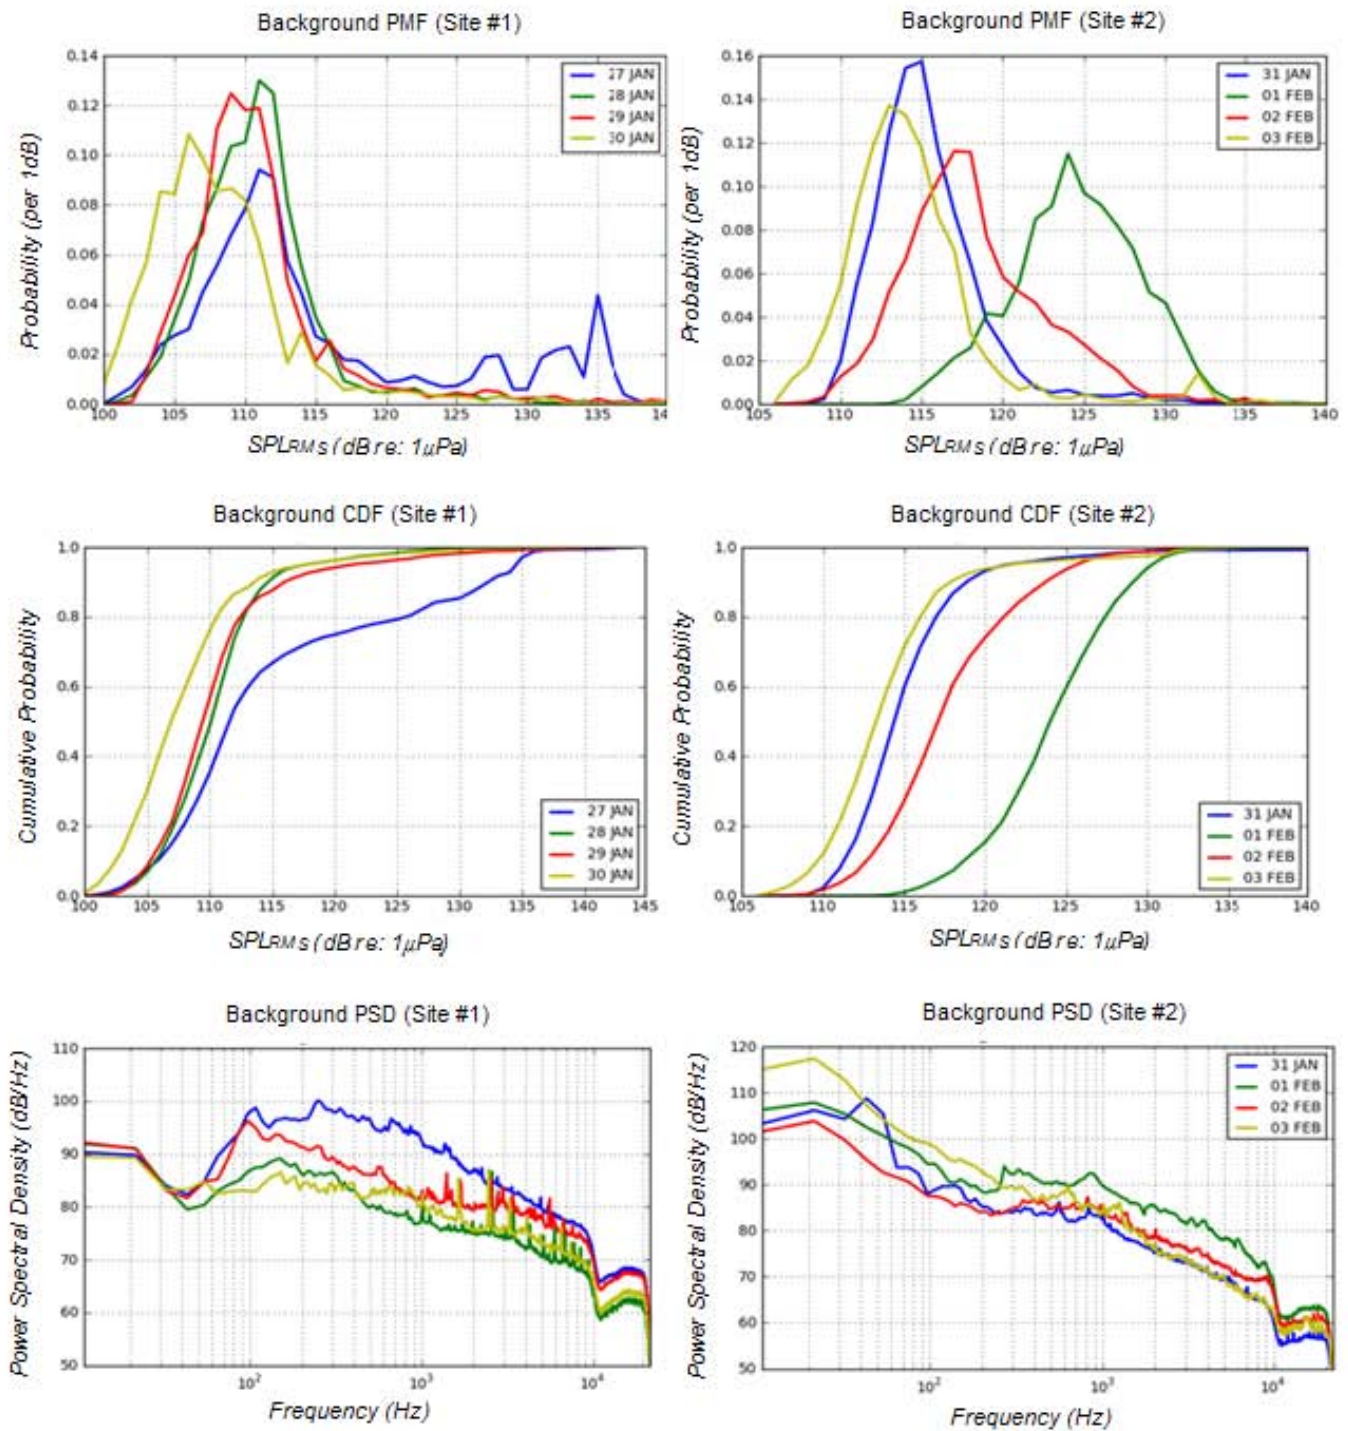 Background PMF (Site #1)
0.14
0.12
0.10
0.08
0.06
0.04
0.02
0.00
100 105 110 115 120 125 130 135 140
27 JAN
28 JAN
29 JAN
30 JAN
Probability (per 1dB)
SPLRMS (dB re: 1µPa)
Background PMF (Site #2)
0.16
0.14
0.12
0.10
0.08
0.06
0.04
0.02
0.00
105 110 115 120 125 130 135 140
31 JAN
01 FEB
02 FEB
03 FEB
Probability (per 1dB)
SPLRMS (dB re: 1µPa)
Background CDF (Site #1)
1.0
0.8
0.6
0.4
0.2
0.0
100 105 110 115 120 125 130 135 140 145
27 JAN
28 JAN
29 JAN
30 JAN
Cumulative Probability
SPLRMS (dB re: 1µPa)
Background CDF (Site #2)
1.0
0.8
0.6
0.4
0.2
0.0
105 110 115 120 125 130 135 140
31 JAN
01 FEB
02 FEB
03 FEB
Cumulative Probability
SPLRMS (dB re: 1µPa)
Background PSD (Site #1)
110
100
90
80
70
60
50
10² 10³ 10⁴
Power Spectral Density (dB/Hz)
Frequency (Hz)
Background PSD (Site #2)
120
110
100
90
80
70
60
50
10² 10³ 10⁴
31 JAN
01 FEB
02 FEB
03 FEB
Power Spectral Density (dB/Hz)
Frequency (Hz)